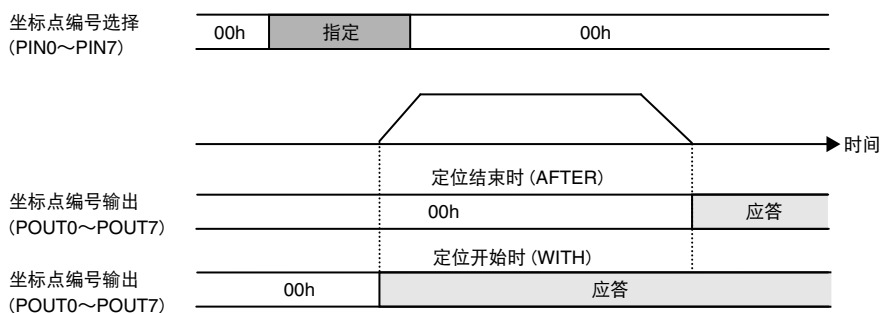 坐标点编号选择
(PIN0～PIN7)
00h 指定 00h
时间
定位结束时 (AFTER)
坐标点编号输出
(POUT0～POUT7)
00h 应答
定位开始时 (WITH)
坐标点编号输出
(POUT0～POUT7)
00h 应答